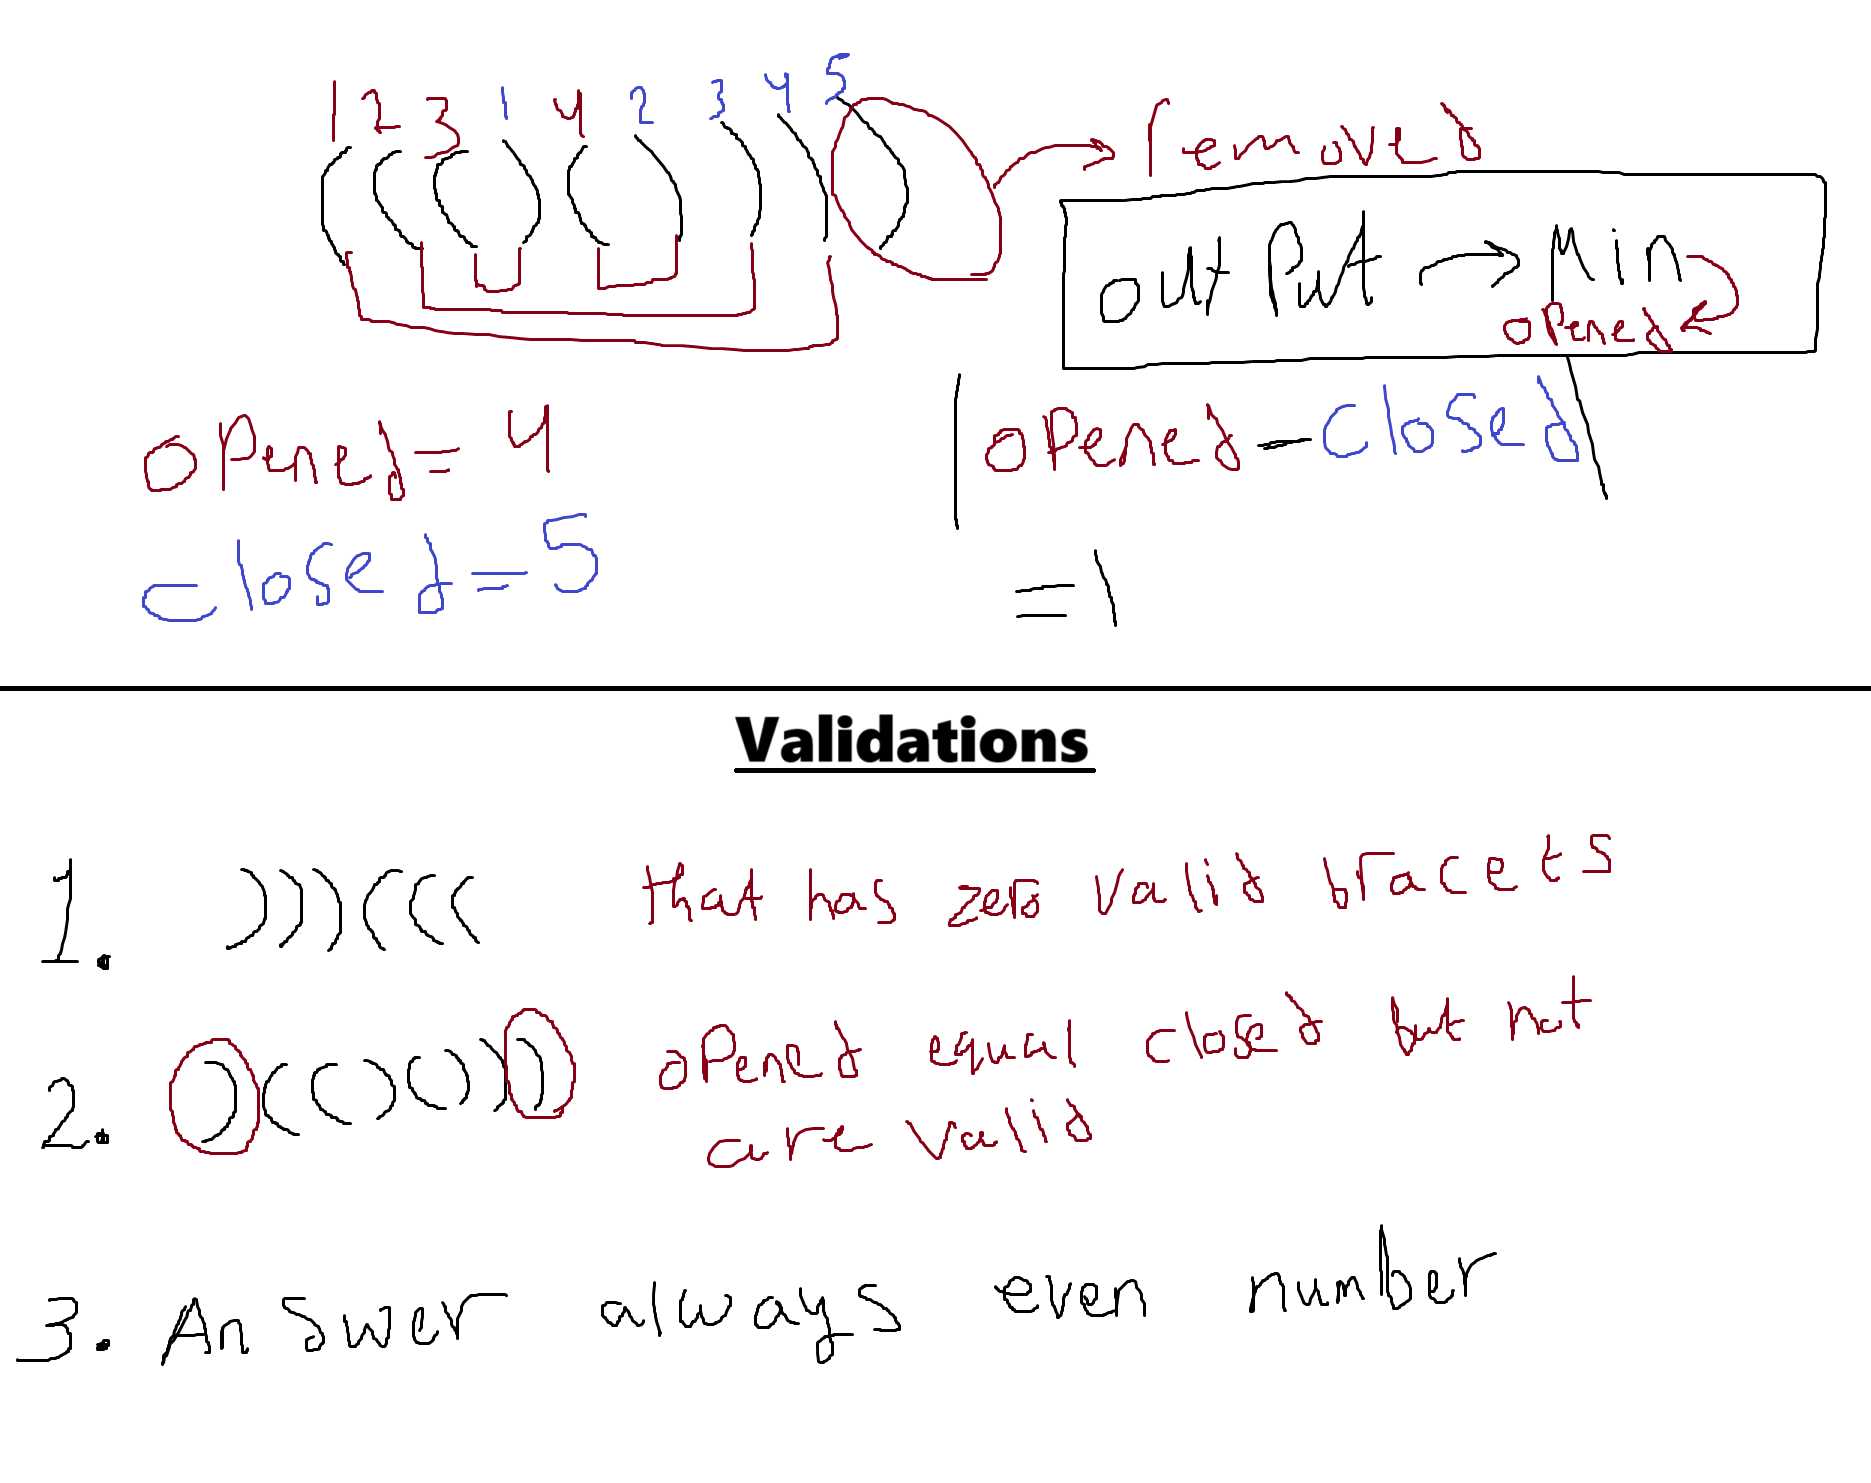 1 2 3 1 4 2 3 4 5
( ( ( ) ( ) ) ) )
removed
outPut → Min
opened
opened = 4
|opened - closed|
closed = 5
= 1
Validations
1. )))((( that has zero valid bracets
2. )(()())) opened equal closed but not
are valid
3. Answer always even number